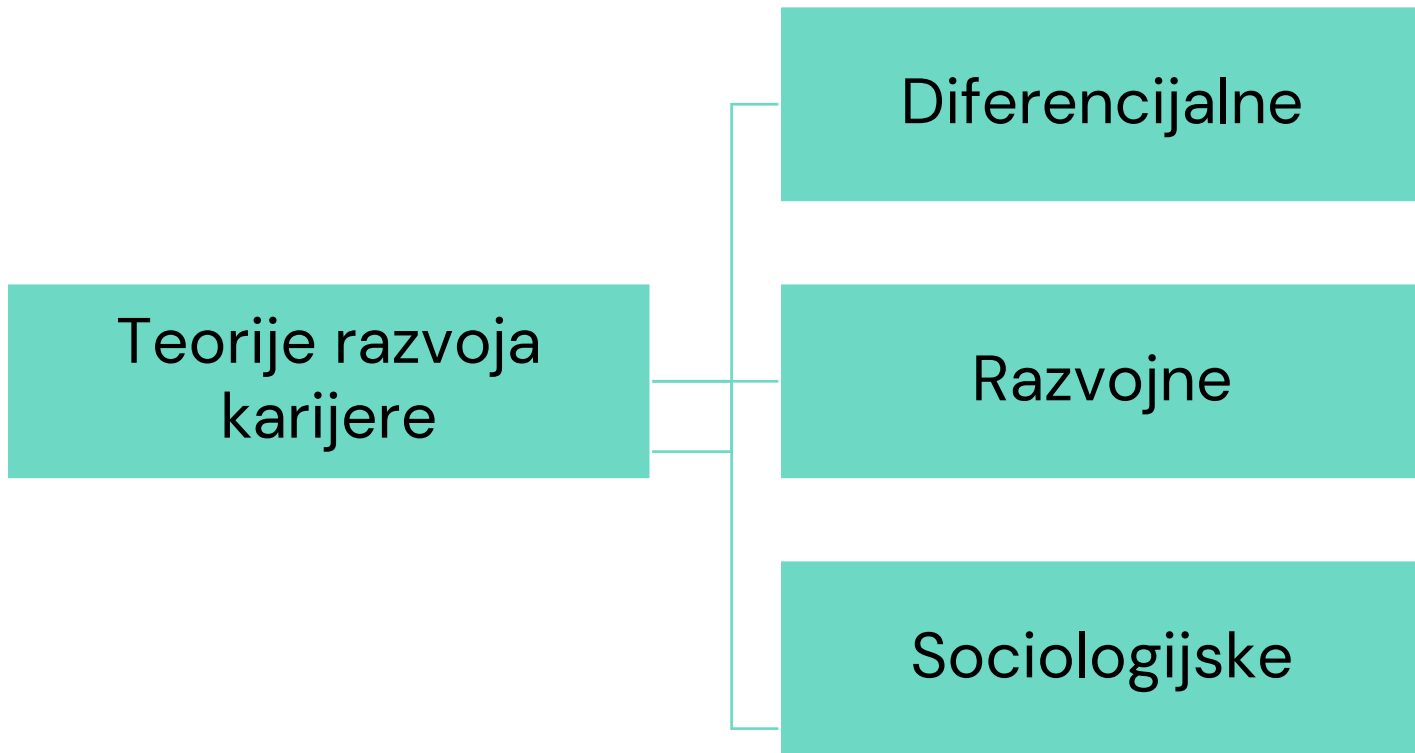 Diferencijalne
Teorije razvoja
karijere
Razvojne
Sociologijske